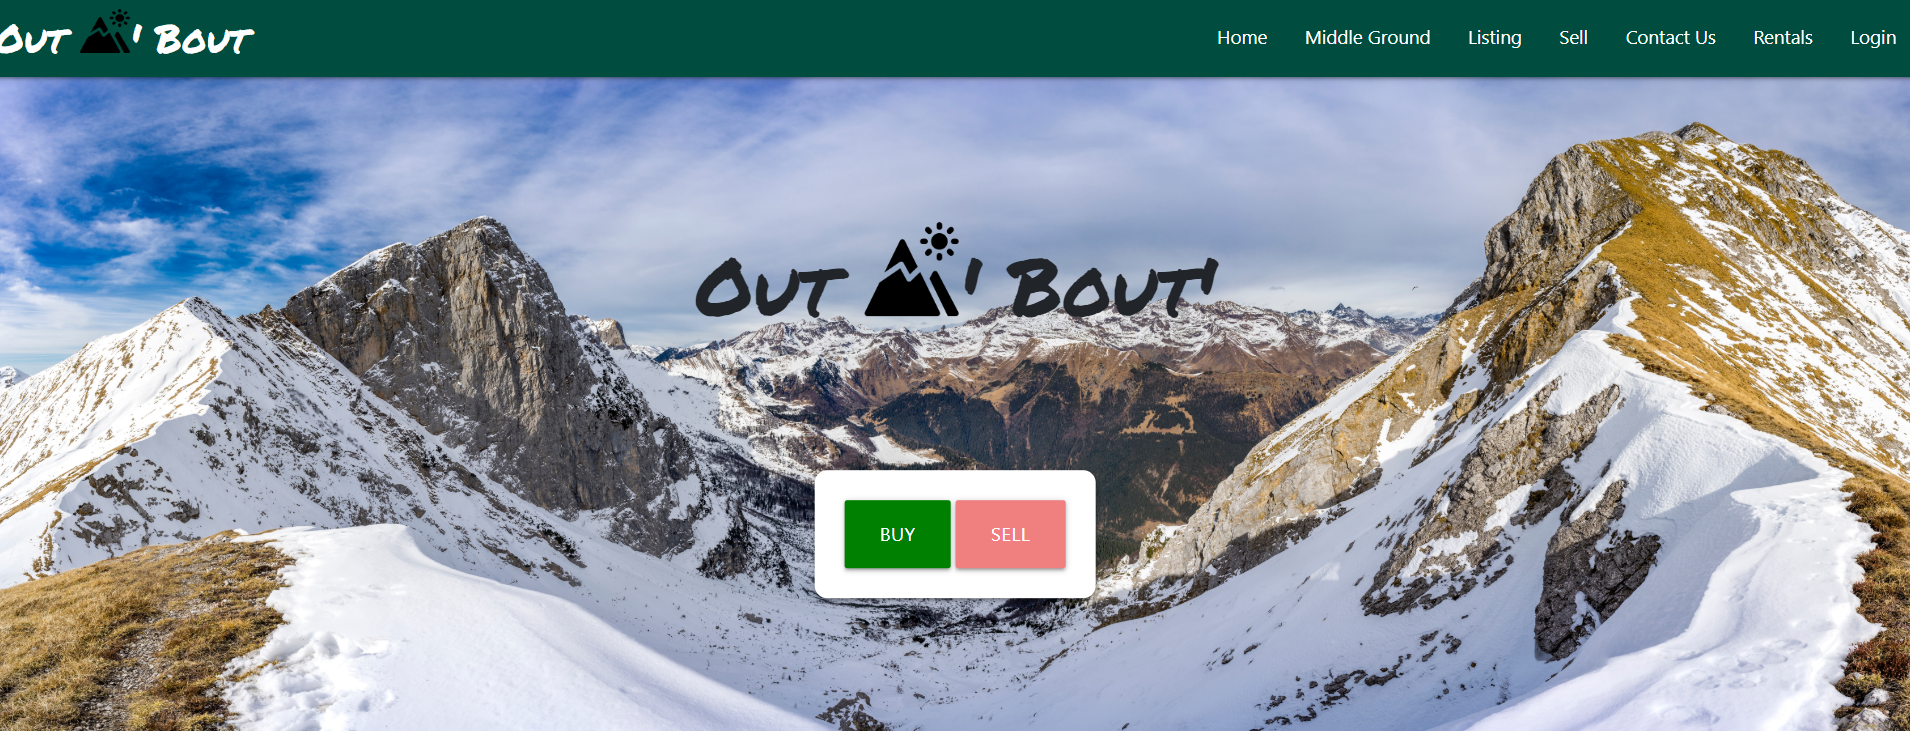 Out ' Bout
Home Middle Ground Listing Sell Contact Us Rentals Login
Out ' Bout'
BUY SELL